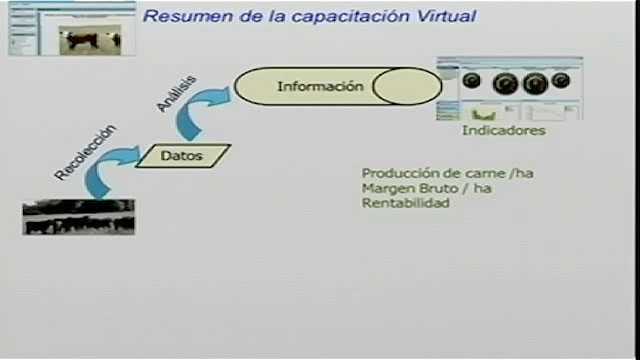 Resumen de la capacitación Virtual
Análisis
Información
Indicadores
Recolección
Datos
Producción de carne /ha
Margen Bruto / ha
Rentabilidad